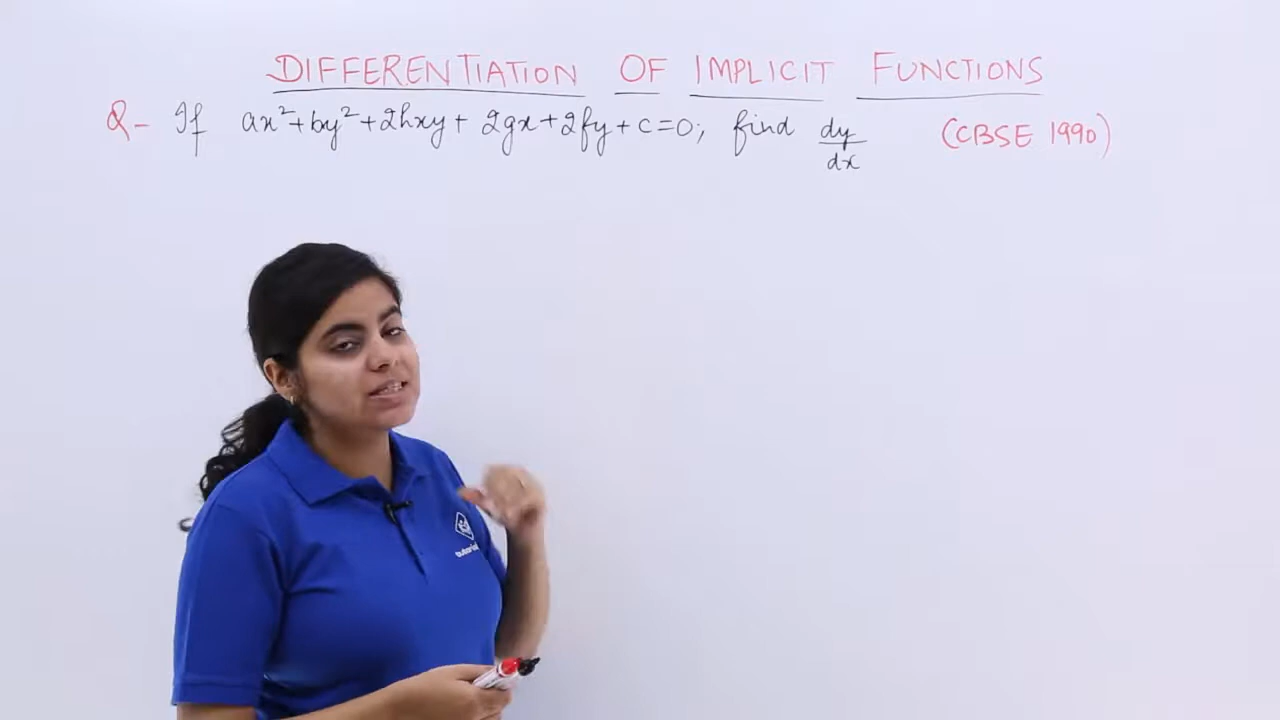 DIFFERENTIATION OF IMPLICIT FUNCTIONS
Q- If ax²+by²+2hxy+2gx+2fy+c=0; find dy/dx (CBSE 1990)